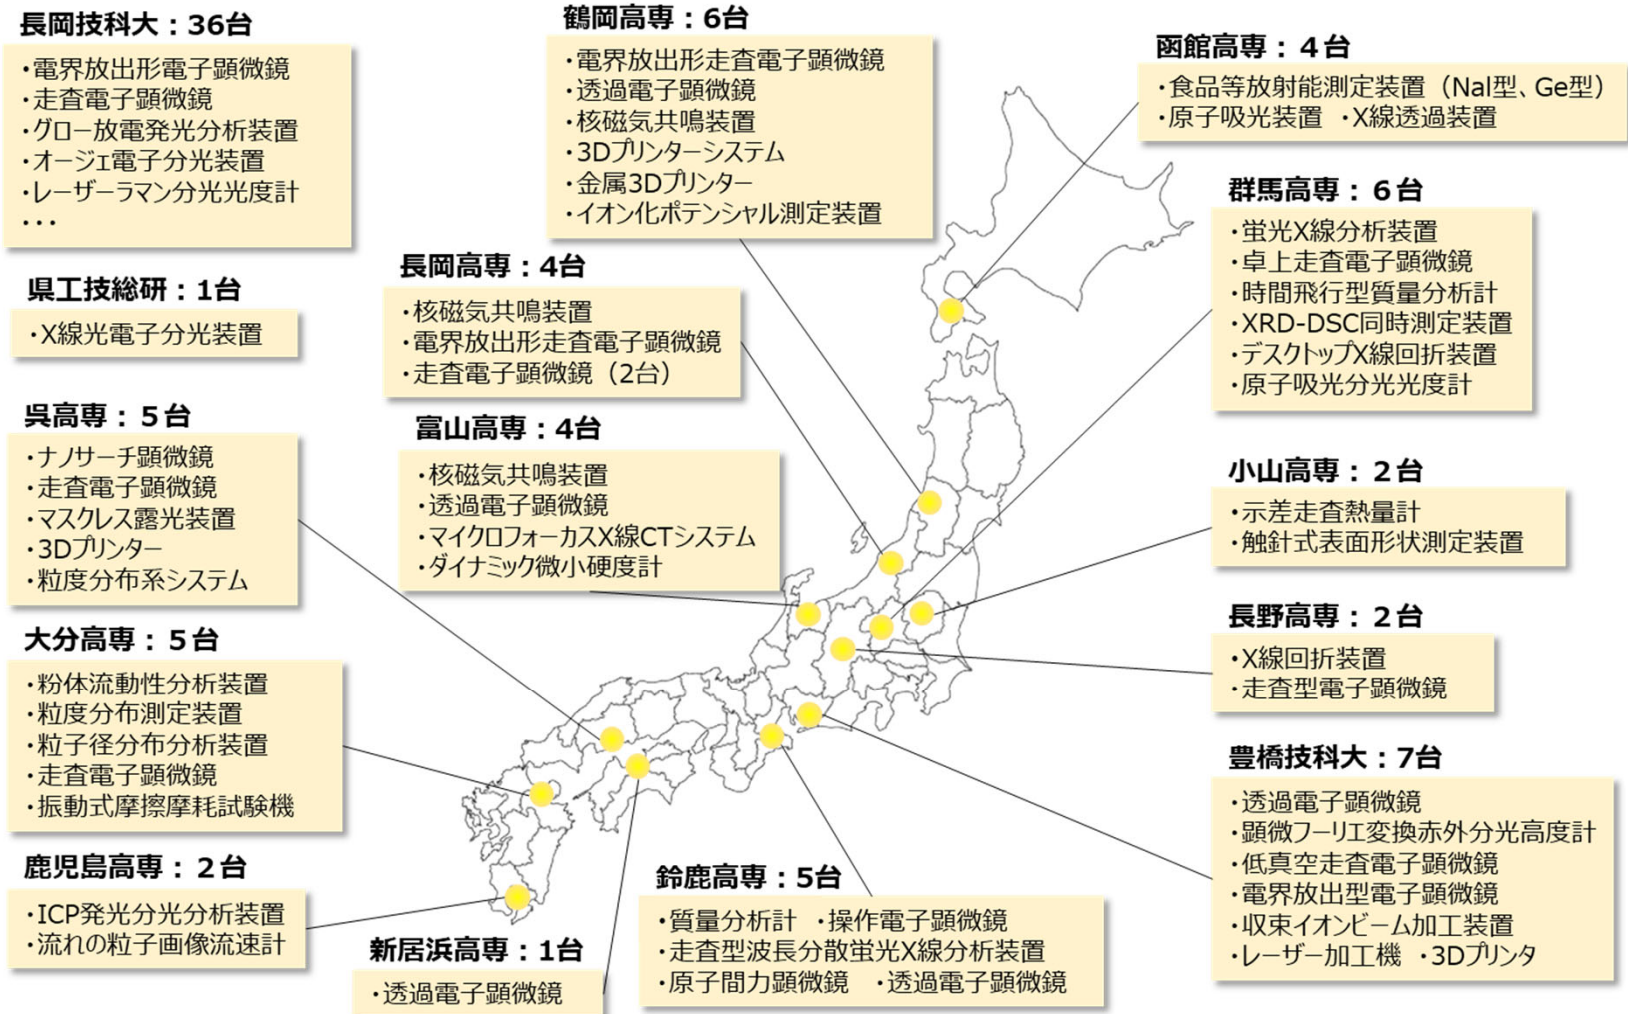 長岡技科大：36台
・電界放出形電子顕微鏡
・走査電子顕微鏡
・グロー放電発光分析装置
・オージェ電子分光装置
・レーザーラマン分光光度計
・・・
県工技総研：1台
・X線光電子分光装置
呉高専：５台
・ナノサーチ顕微鏡
・走査電子顕微鏡
・マスクレス露光装置
・3Dプリンター
・粒度分布系システム
大分高専：５台
・粉体流動性分析装置
・粒度分布測定装置
・粒子径分布分析装置
・走査電子顕微鏡
・振動式摩擦摩耗試験機
鹿児島高専：２台
・ICP発光分光分析装置
・流れの粒子画像流速計
鶴岡高専：6台
・電界放出形走査電子顕微鏡
・透過電子顕微鏡
・核磁気共鳴装置
・3Dプリンターシステム
・金属3Dプリンター
・イオン化ポテンシャル測定装置
長岡高専：4台
・核磁気共鳴装置
・電界放出形走査電子顕微鏡
・走査電子顕微鏡（2台）
富山高専：4台
・核磁気共鳴装置
・透過電子顕微鏡
・マイクロフォーカスX線CTシステム
・ダイナミック微小硬度計
新居浜高専：1台
・透過電子顕微鏡
鈴鹿高専：5台
・質量分析計　・操作電子顕微鏡
・走査型波長分散蛍光X線分析装置
・原子間力顕微鏡　・透過電子顕微鏡
函館高専：４台
・食品等放射能測定装置（NaI型、Ge型）
・原子吸光装置　・X線透過装置
群馬高専：６台
・蛍光X線分析装置
・卓上走査電子顕微鏡
・時間飛行型質量分析計
・XRD-DSC同時測定装置
・デスクトップX線回折装置
・原子吸光分光光度計
小山高専：２台
・示差走査熱量計
・触針式表面形状測定装置
長野高専：２台
・X線回折装置
・走査型電子顕微鏡
豊橋技科大：7台
・透過電子顕微鏡
・顕微フーリエ変換赤外分光高度計
・低真空走査電子顕微鏡
・電界放出型電子顕微鏡
・収束イオンビーム加工装置
・レーザー加工機　・3Dプリンタ